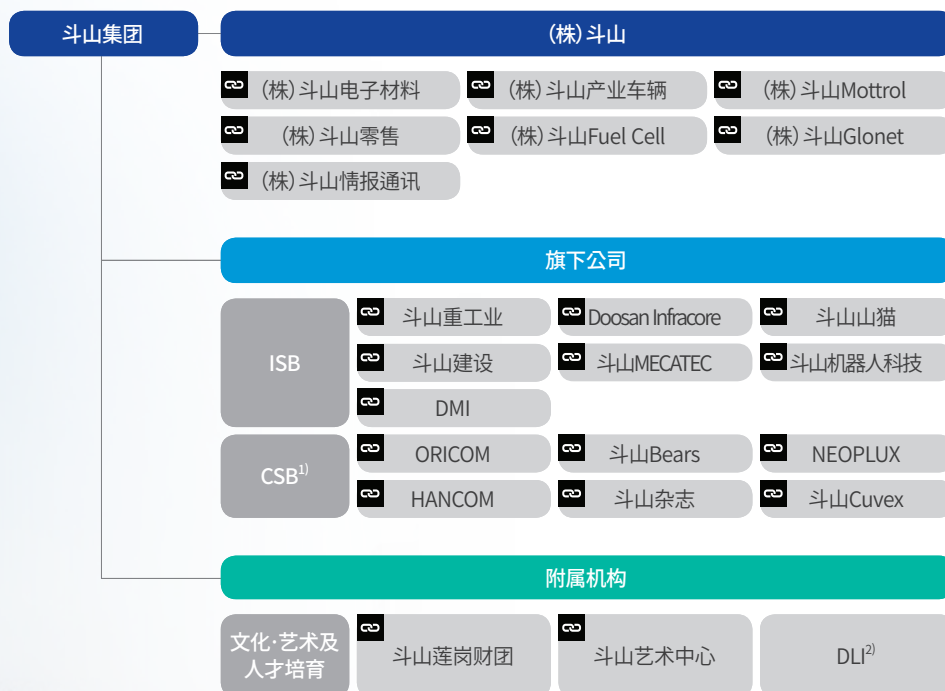 斗山集团
(株)斗山
(株)斗山电子材料
(株)斗山产业车辆
(株)斗山Mottrol
(株)斗山零售
(株)斗山Fuel Cell
(株)斗山Glonet
(株)斗山情报通讯
旗下公司
ISB
斗山重工业
Doosan Infracore
斗山山猫
斗山建设
斗山MECATEC
斗山机器人科技
DMI
CSB1)
ORICOM
斗山Bears
NEOPLUX
HANCOM
斗山杂志
斗山Cuvex
附属机构
文化·艺术及
人才培育
斗山莲岗财团
斗山艺术中心
DLI2)